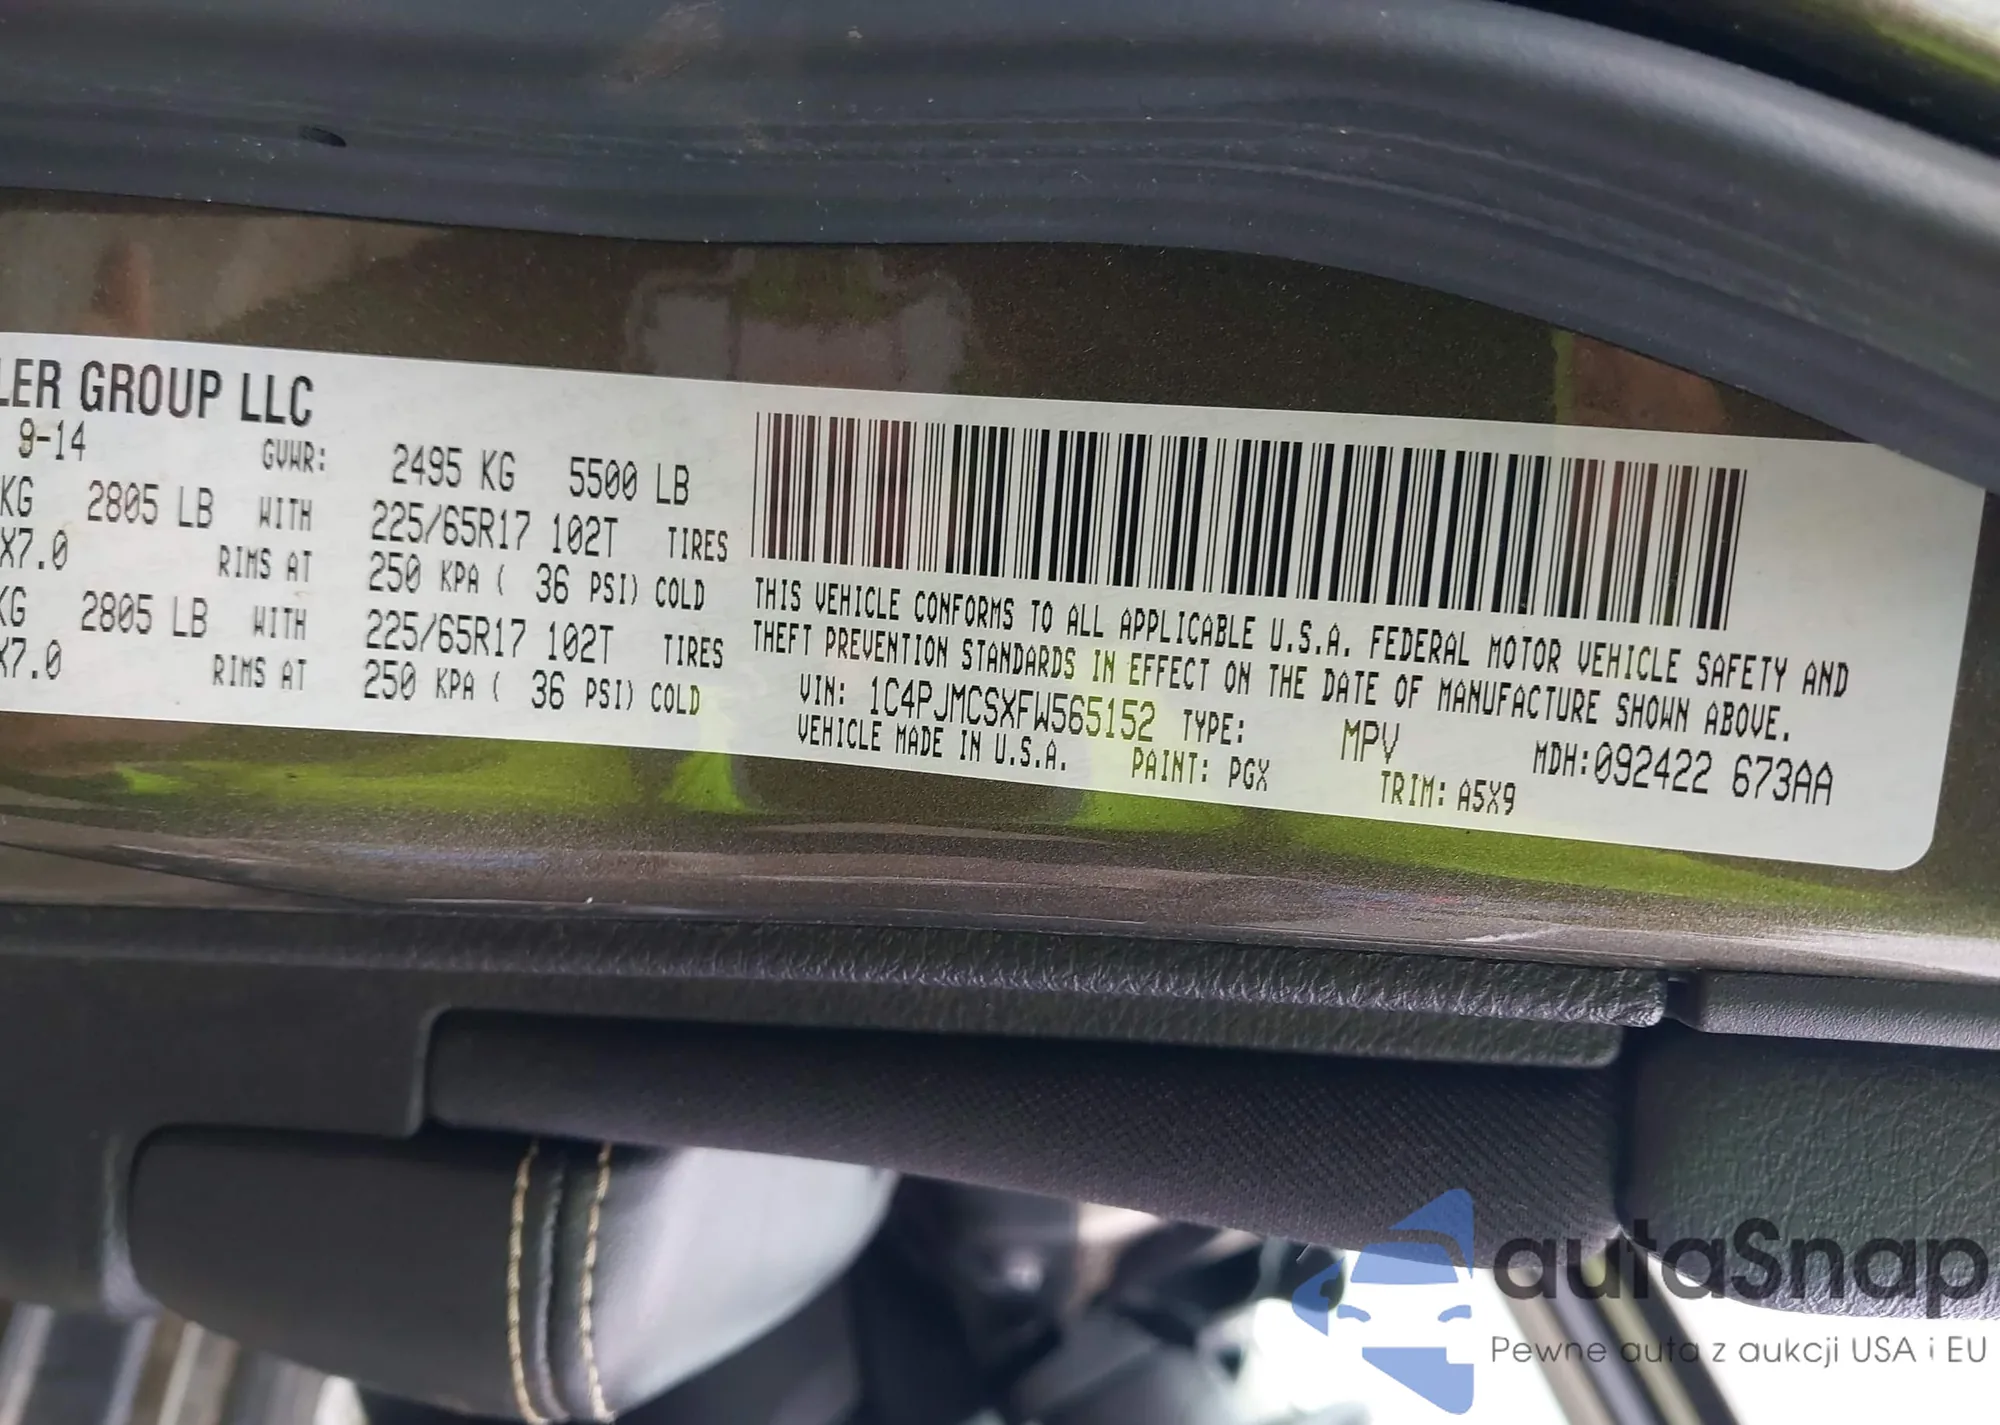 LER GROUP LLC
9-14 GVWR: 2495 KG 5500 LB
KG 2805 LB WITH 225/65R17 102T TIRES
X7.0 RIMS AT 250 KPA ( 36 PSI) COLD
KG 2805 LB WITH 225/65R17 102T TIRES
X7.0 RIMS AT 250 KPA ( 36 PSI) COLD
THIS VEHICLE CONFORMS TO ALL APPLICABLE U.S.A. FEDERAL MOTOR VEHICLE SAFETY AND
THEFT PREVENTION STANDARDS IN EFFECT ON THE DATE OF MANUFACTURE SHOWN ABOVE.
VIN: 1C4PJMCSXFW565152 TYPE: MPV MDH:092422 673AA
VEHICLE MADE IN U.S.A. PAINT: PGX TRIM: A5X9
autaSnap
Pewne auta z aukcji USA i EU